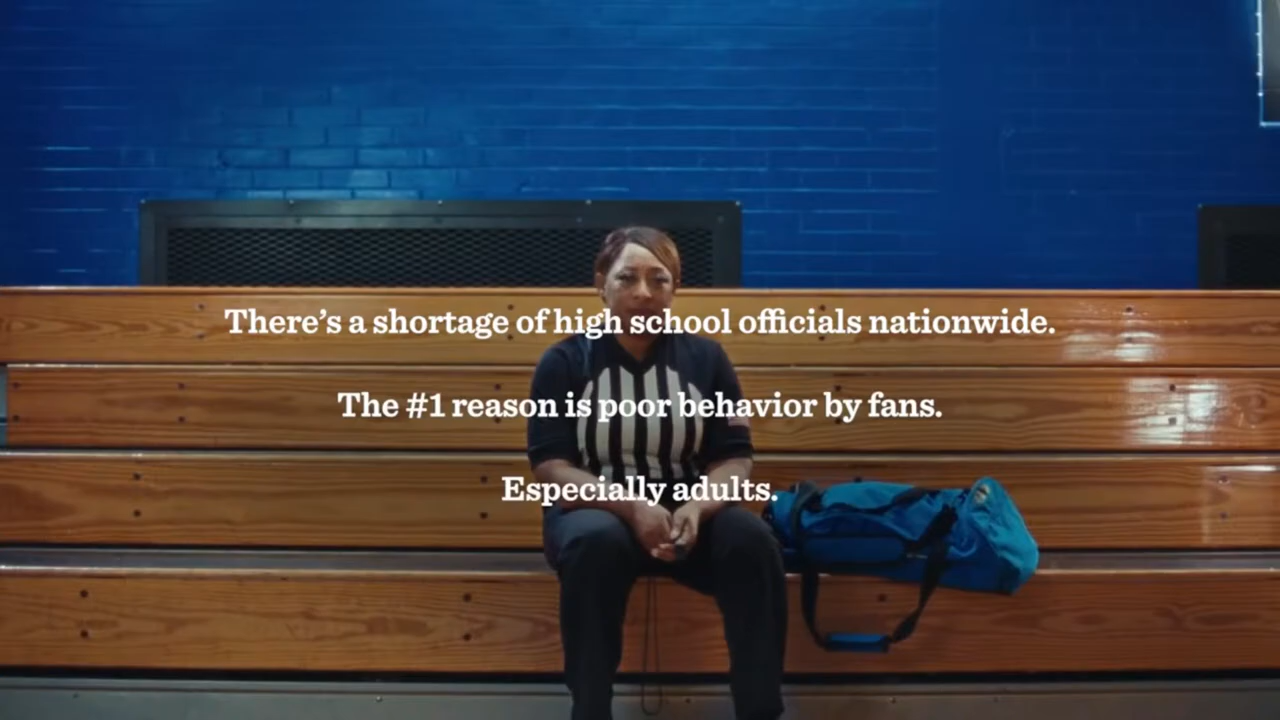 There's a shortage of high school officials nationwide.
The #1 reason is poor behavior by fans.
Especially adults.